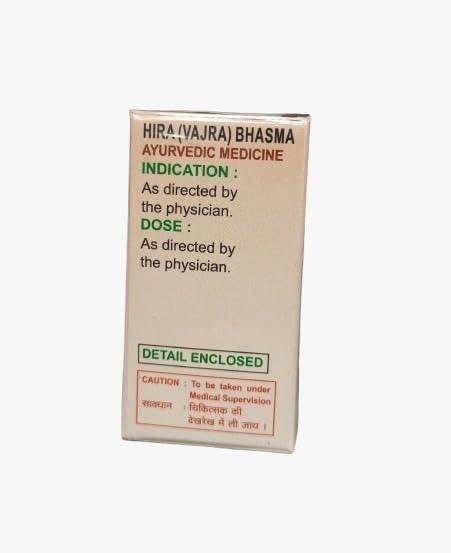 HIRA (VAJRA) BHASMA
AYURVEDIC MEDICINE
INDICATION :
As directed by
the physician.
DOSE :
As directed by
the physician.
DETAIL ENCLOSED
CAUTION : To be taken under
Medical Supervision
सावधान : चिकित्सक की
देखरेख में ली जाय ।